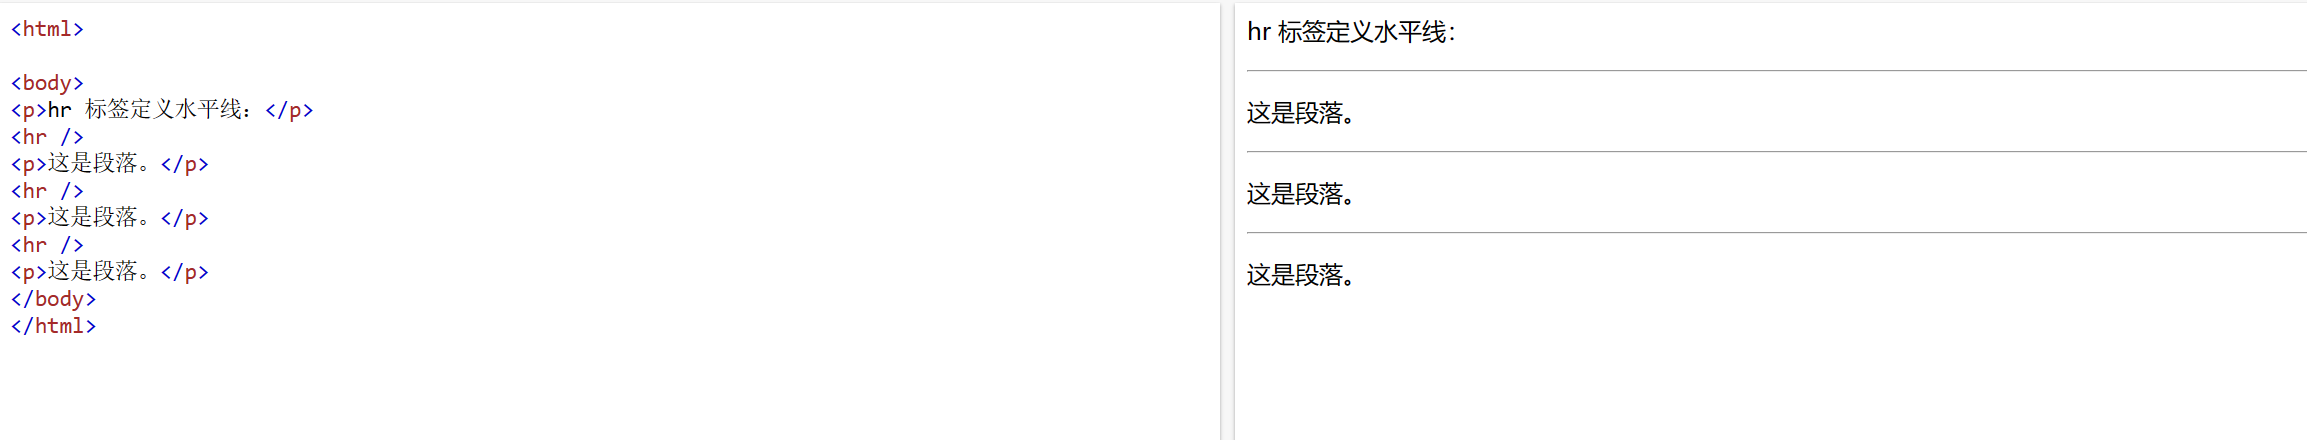 <html>
<body>
<p>hr 标签定义水平线：</p>
<hr />
<p>这是段落。</p>
<hr />
<p>这是段落。</p>
<hr />
<p>这是段落。</p>
</body>
</html>
hr 标签定义水平线：
这是段落。
这是段落。
这是段落。